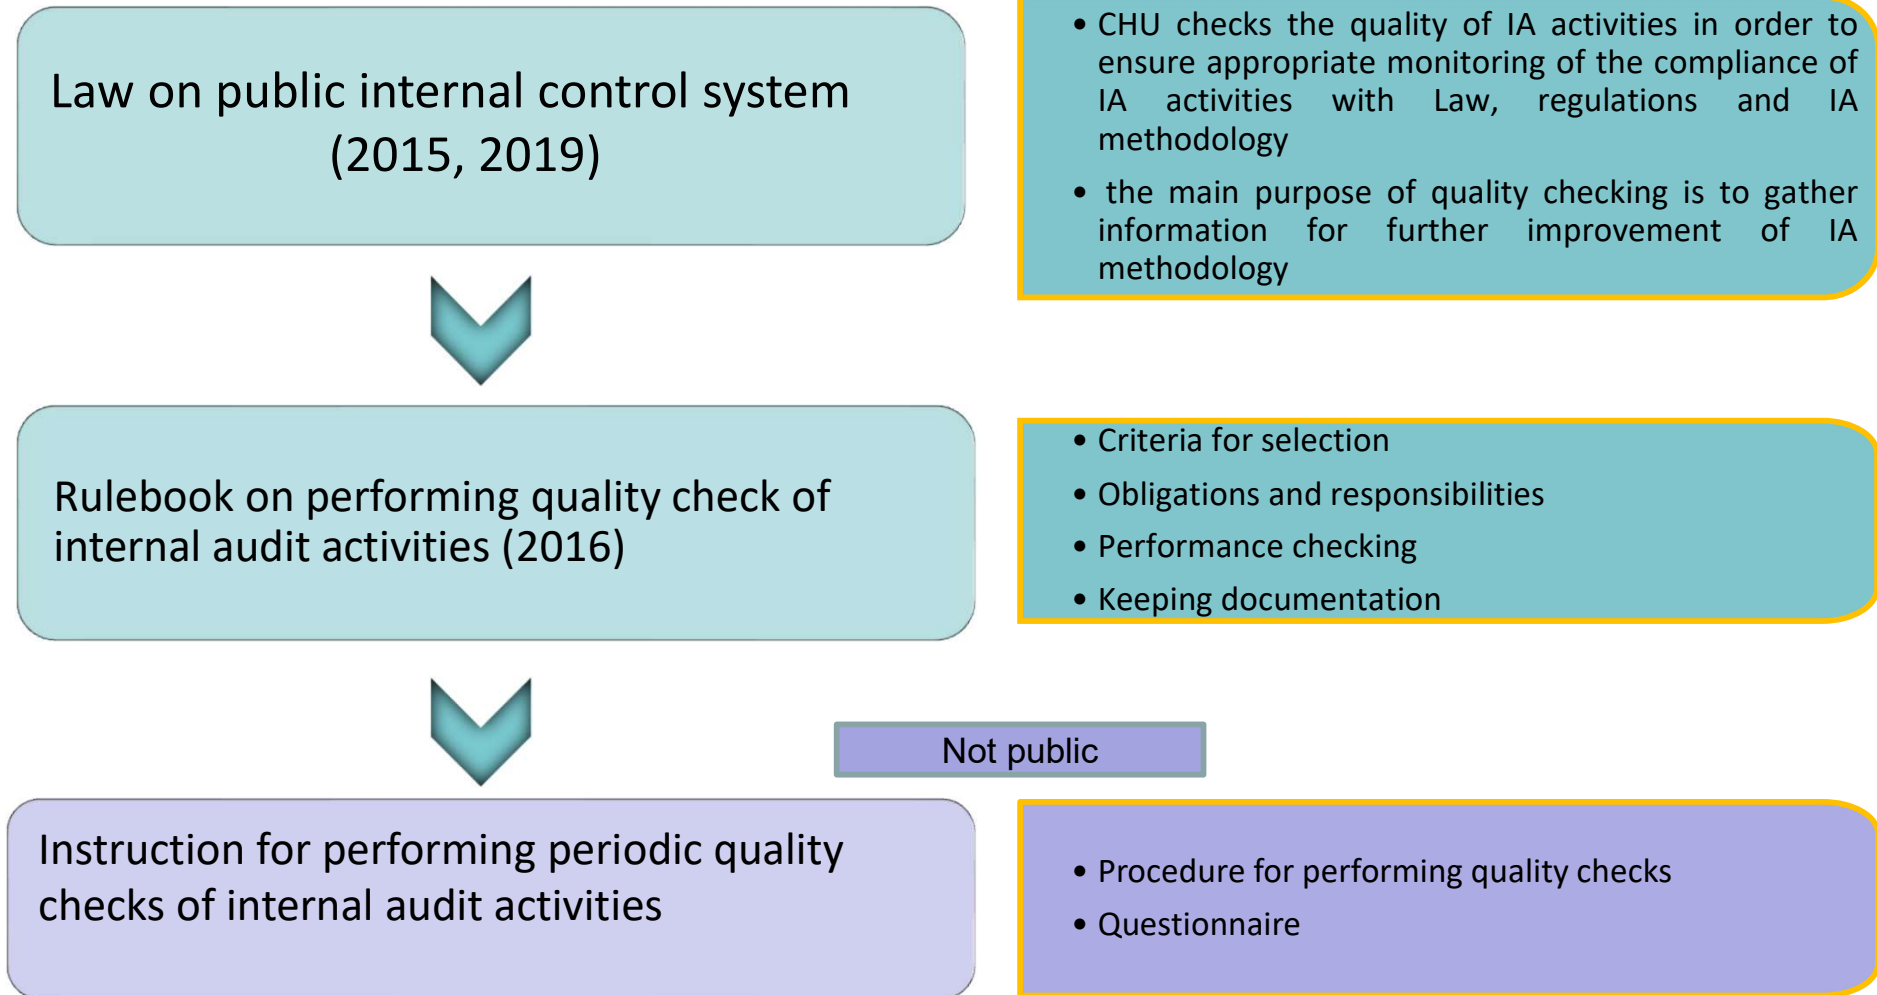 Law on public internal control system
(2015, 2019)
• CHU checks the quality of IA activities in order to
ensure appropriate monitoring of the compliance of
IA activities with Law, regulations and IA
methodology
• the main purpose of quality checking is to gather
information for further improvement of IA
methodology
Rulebook on performing quality check of
internal audit activities (2016)
• Criteria for selection
• Obligations and responsibilities
• Performance checking
• Keeping documentation
Not public
Instruction for performing periodic quality
checks of internal audit activities
• Procedure for performing quality checks
• Questionnaire